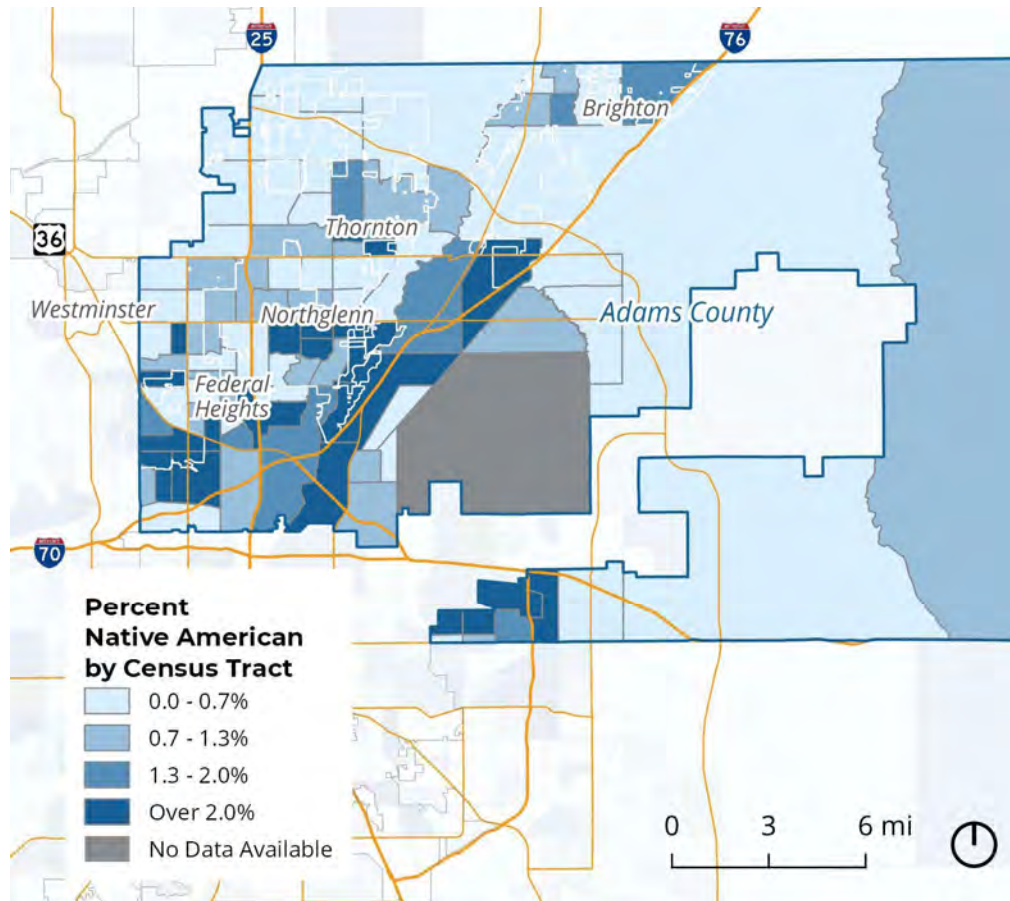 25
76
Brighton
Thornton
36
Westminster
Northglenn
Adams County
Federal
Heights
70
Percent
Native American
by Census Tract
0.0 - 0.7%
0.7 - 1.3%
1.3 - 2.0%
Over 2.0%
No Data Available
0 3 6 mi